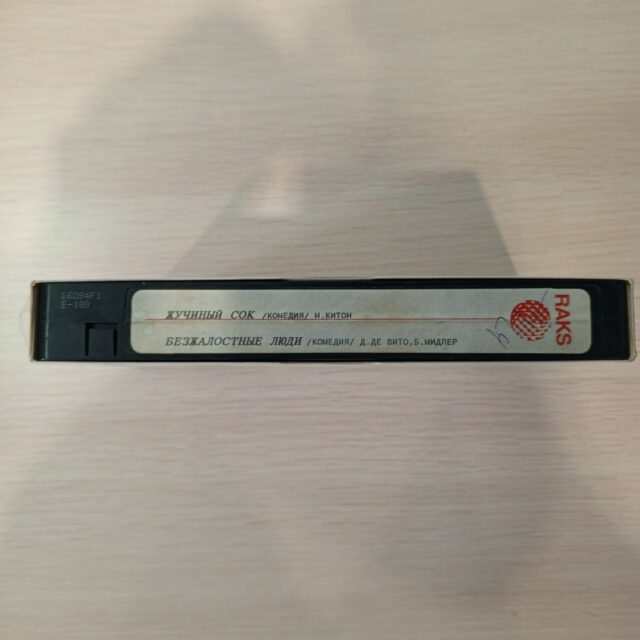 16094F1
E-180
ЖУЧИНЫЙ СОК /КОМЕДИЯ/ М.КИТОН
БЕЗЖАЛОСТНЫЕ ЛЮДИ /КОМЕДИЯ/ Д.ДЕ ВИТО,Б.МИДЛЕР
RAKS